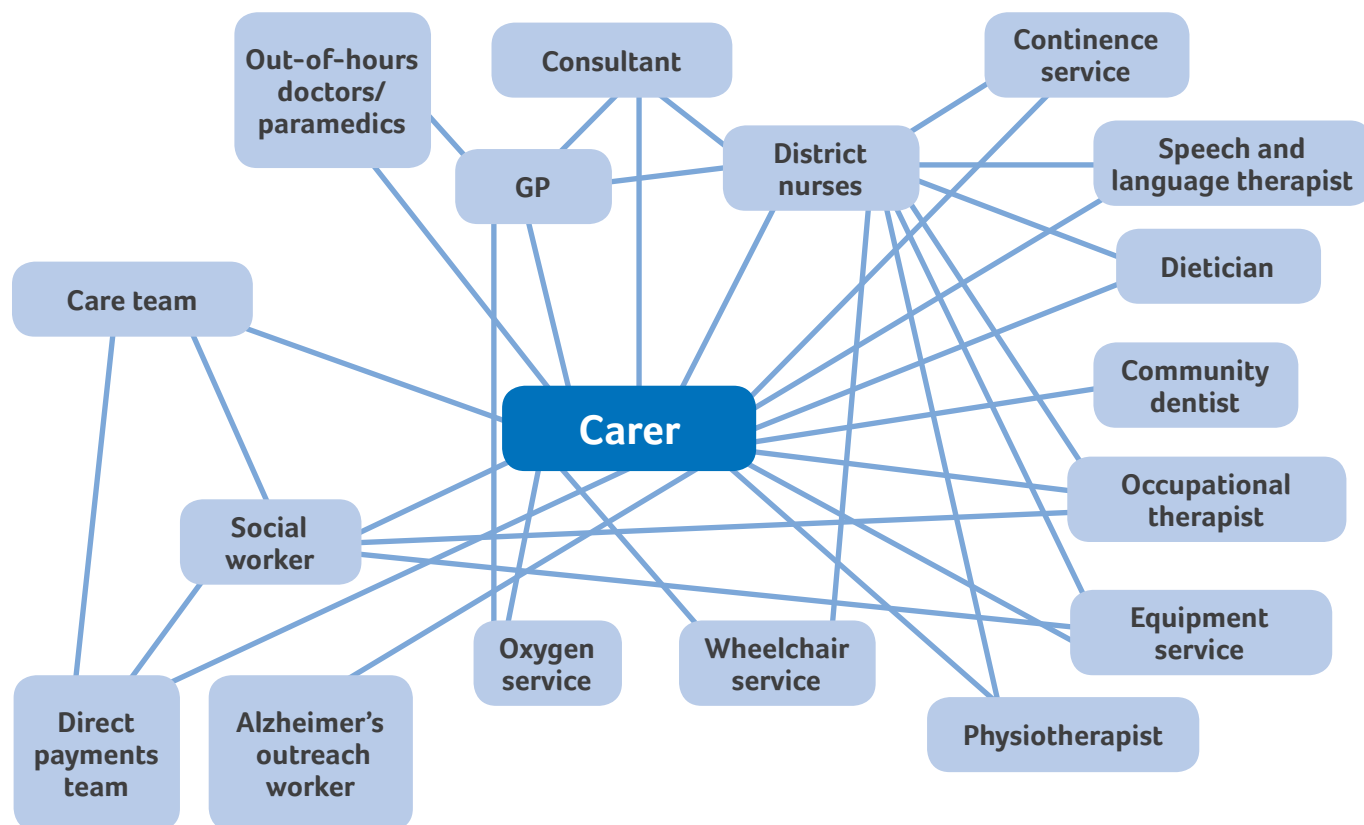 Out-of-hours
doctors/
paramedics
Consultant
Continence
service
GP
District
nurses
Speech and
language therapist
Care team
Dietician
Community
dentist
Carer
Occupational
therapist
Social
worker
Equipment
service
Oxygen
service
Wheelchair
service
Direct
payments
team
Alzheimer’s
outreach
worker
Physiotherapist